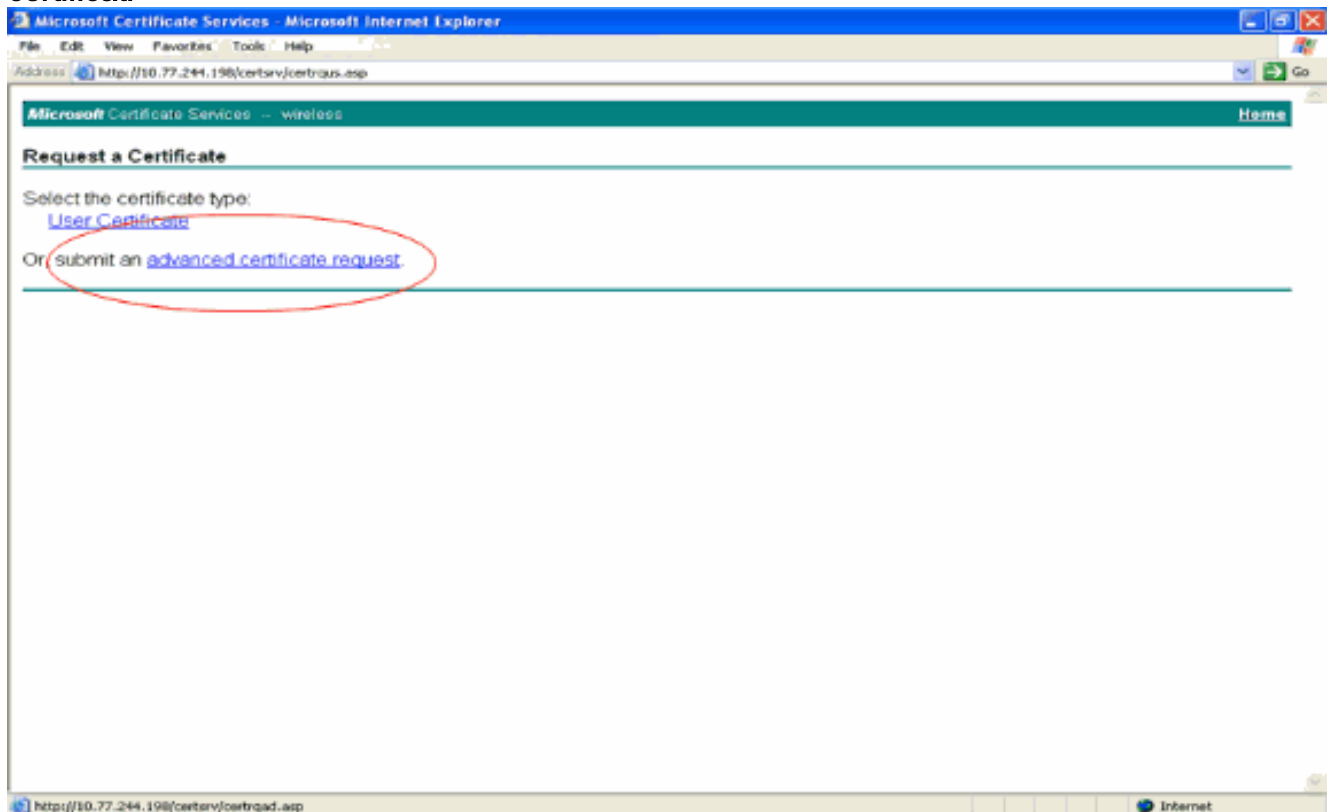 Microsoft Certificate Services - Microsoft Internet Explorer
File Edit View Favorites Tools Help
Address http://10.77.244.198/certsrv/certrqus.asp Go
Microsoft Certificate Services -- wireless Home
Request a Certificate
Select the certificate type:
User Certificate
Or, submit an advanced certificate request.
http://10.77.244.198/certsrv/certrqad.asp Internet